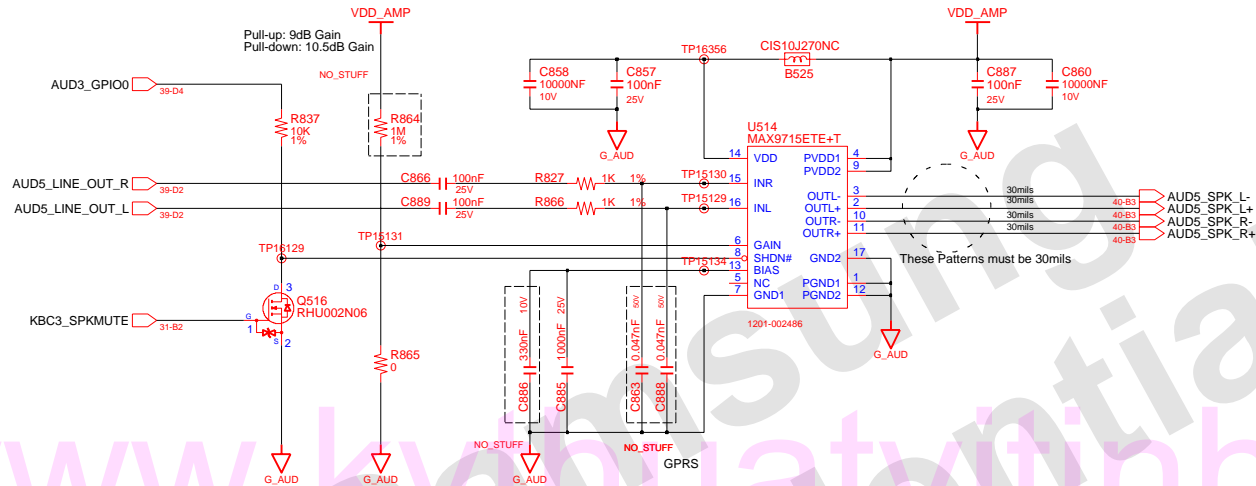 VDD_AMP
VDD_AMP
Pull-up: 9dB Gain
Pull-down: 10.5dB Gain
TP16356
CIS10J270NC
B525
NO_STUFF
C858
10000NF
10V
C857
100nF
25V
C887
100nF
25V
C860
10000NF
10V
AUD3_GPIO0
39-D4
R837
10K
1%
R864
1M
1%
G_AUD
G_AUD
U514
MAX9715ETE+T
14 VDD
PVDD1 4
PVDD2 9
AUD5_LINE_OUT_R
39-D2
C866 100nF
25V
R827 1K 1%
TP15130
15 INR
AUD5_LINE_OUT_L
39-D2
C889 100nF
25V
R866 1K 1%
TP15129
16 INL
OUTL- 3
30mils
AUD5_SPK_L-
OUTL+ 2
30mils
40-B3
AUD5_SPK_L+
40-B3
OUTR- 10
30mils
AUD5_SPK_R-
40-B3
OUTR+ 11
30mils
AUD5_SPK_R+
40-B3
TP16129
TP15131
6 GAIN
8 SHDN#
TP15134
13 BIAS
5 NC
7 GND1
GND2 17
PGND1 1
PGND2 12
These Patterns must be 30mils
1201-002486
G_AUD
D 3
Q516
RHU002N06
KBC3_SPKMUTE
31-B2
G
1
S 2
R865
0
C886 330nF 10V
C885 1000nF 25V
C863 0.047nF 50V
C888 0.047nF 50V
NO_STUFF
NO_STUFF
GPRS
G_AUD
G_AUD
G_AUD